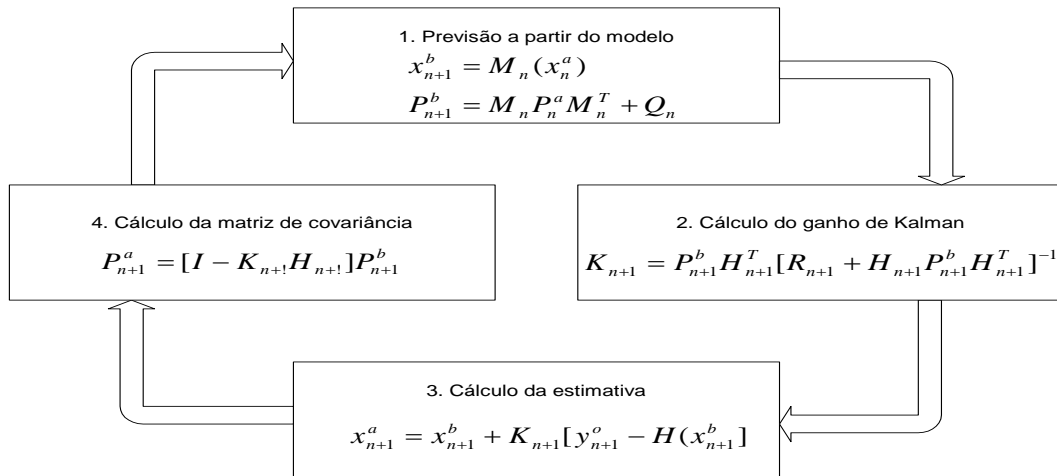 1. Previsão a partir do modelo
x^b_{n+1} = M_n(x^a_n)
P^b_{n+1} = M_n P^a_n M^T_n + Q_n
2. Cálculo do ganho de Kalman
K_{n+1} = P^b_{n+1} H^T_{n+1} [R_{n+1} + H_{n+1} P^b_{n+1} H^T_{n+1}]^{-1}
3. Cálculo da estimativa
x^a_{n+1} = x^b_{n+1} + K_{n+1}[y^o_{n+1} − H(x^b_{n+1}]
4. Cálculo da matriz de covariância
P^a_{n+1} = [I − K_{n+!} H_{n+!}]P^b_{n+1}